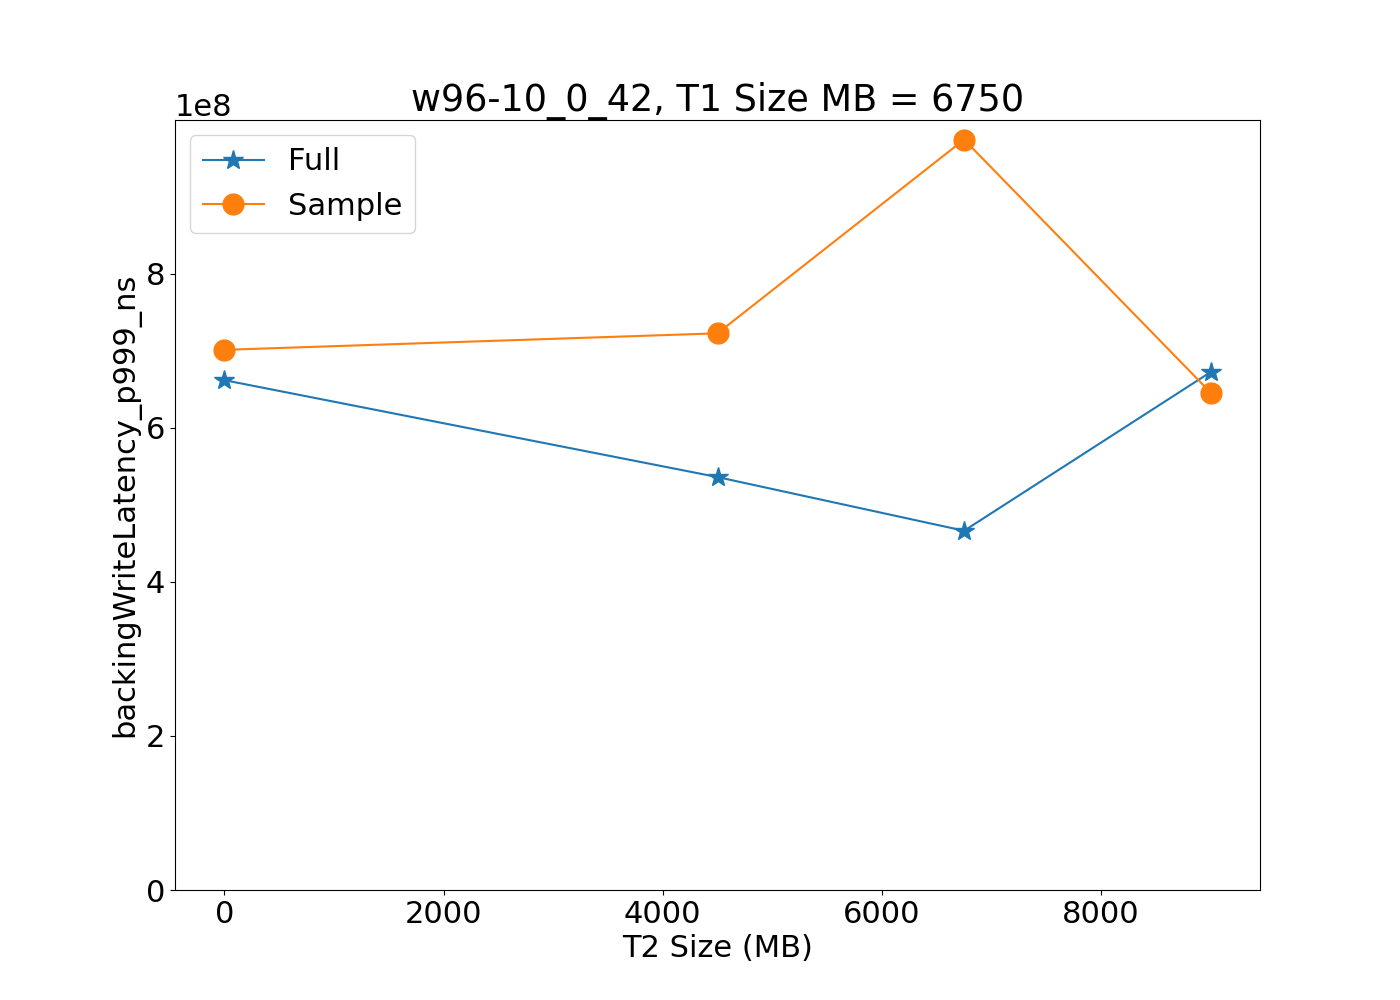 w96-10_0_42, T1 Size MB = 6750
1e8
Full
Sample
8
6
4
2
0
backingWriteLatency_p999_ns
0 2000 4000 6000 8000
T2 Size (MB)